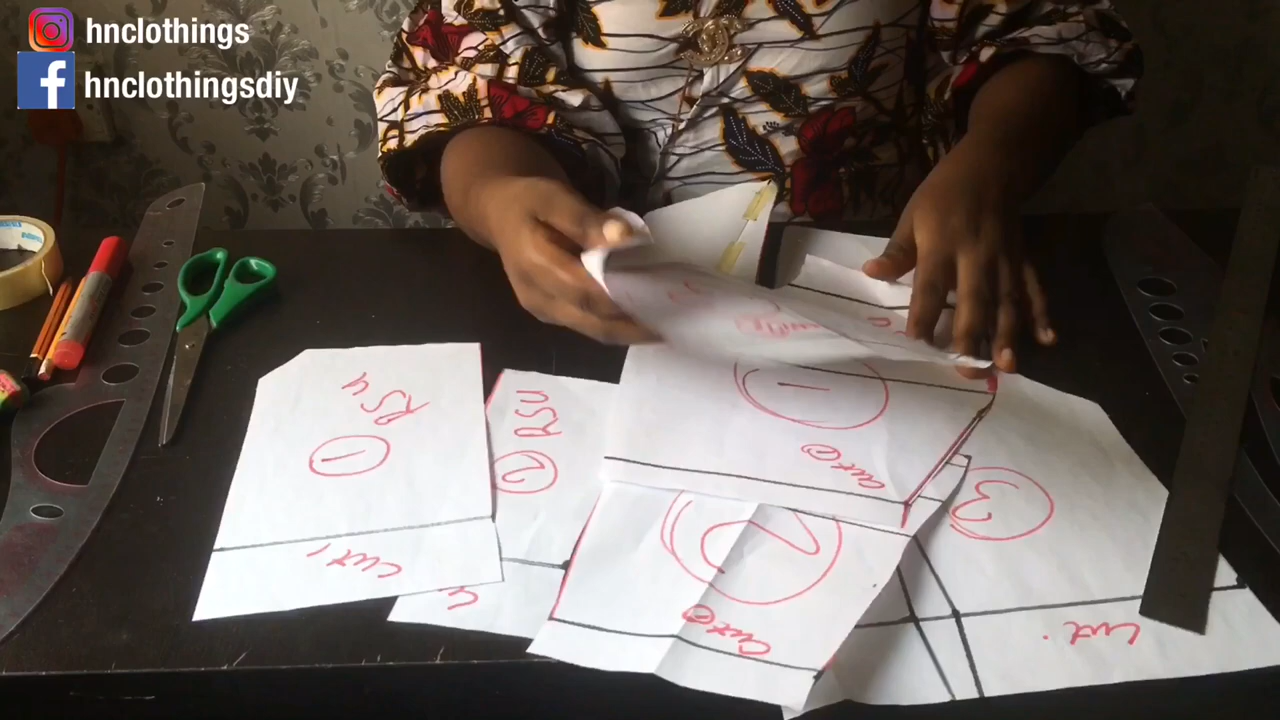 hnclothings
hnclothingsdiy
RSU
1
Cut 1
RSU
2
1
Cut 2
2
Cut 2
3
Cut